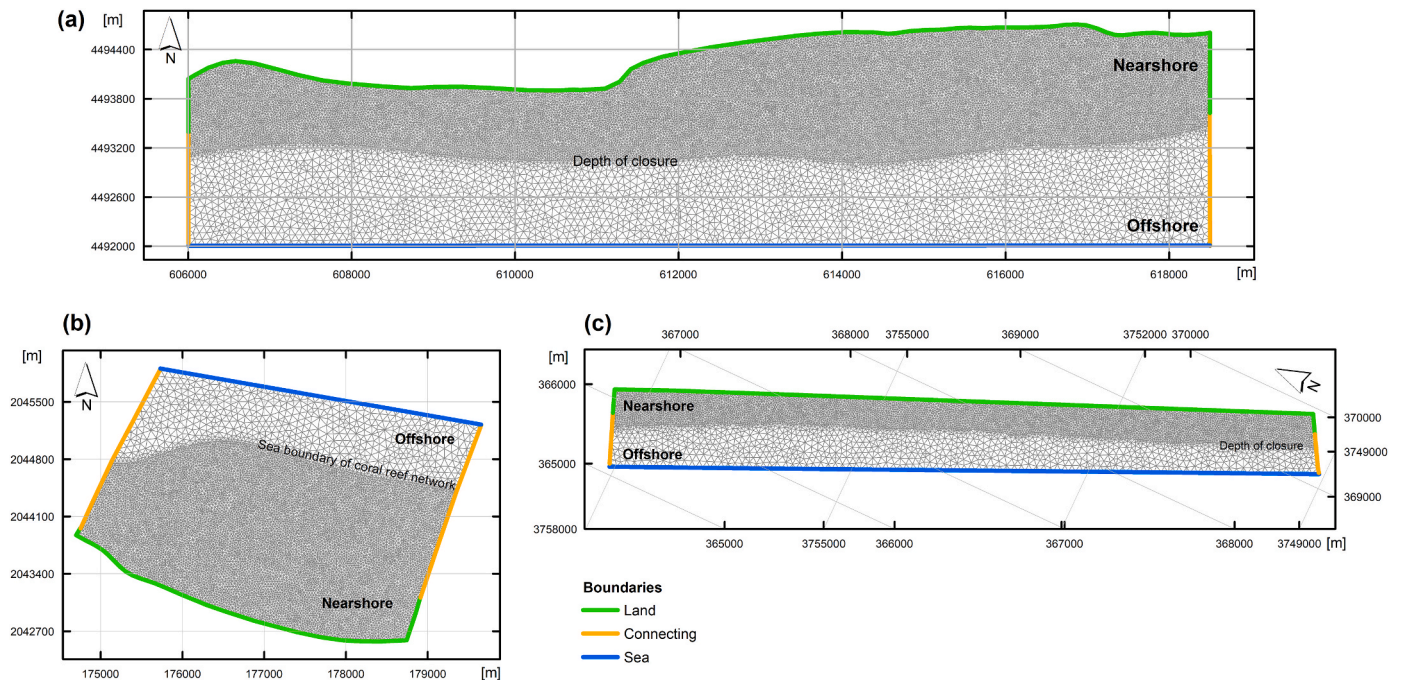 (a)
[m]
N
4494400
4493800
4493200
4492600
4492000
Nearshore
Depth of closure
Offshore
606000
608000
610000
612000
614000
616000
618000
[m]
(b)
[m]
N
2045500
2044800
2044100
2043400
2042700
Offshore
Sea boundary of coral reef network
Nearshore
175000
176000
177000
178000
179000
[m]
(c)
367000
368000
3755000
369000
3752000
370000
[m]
N
366000
365000
3758000
Nearshore
Offshore
Depth of closure
370000
3749000
369000
365000
3755000
366000
367000
368000
3749000
[m]
Boundaries
Land
Connecting
Sea